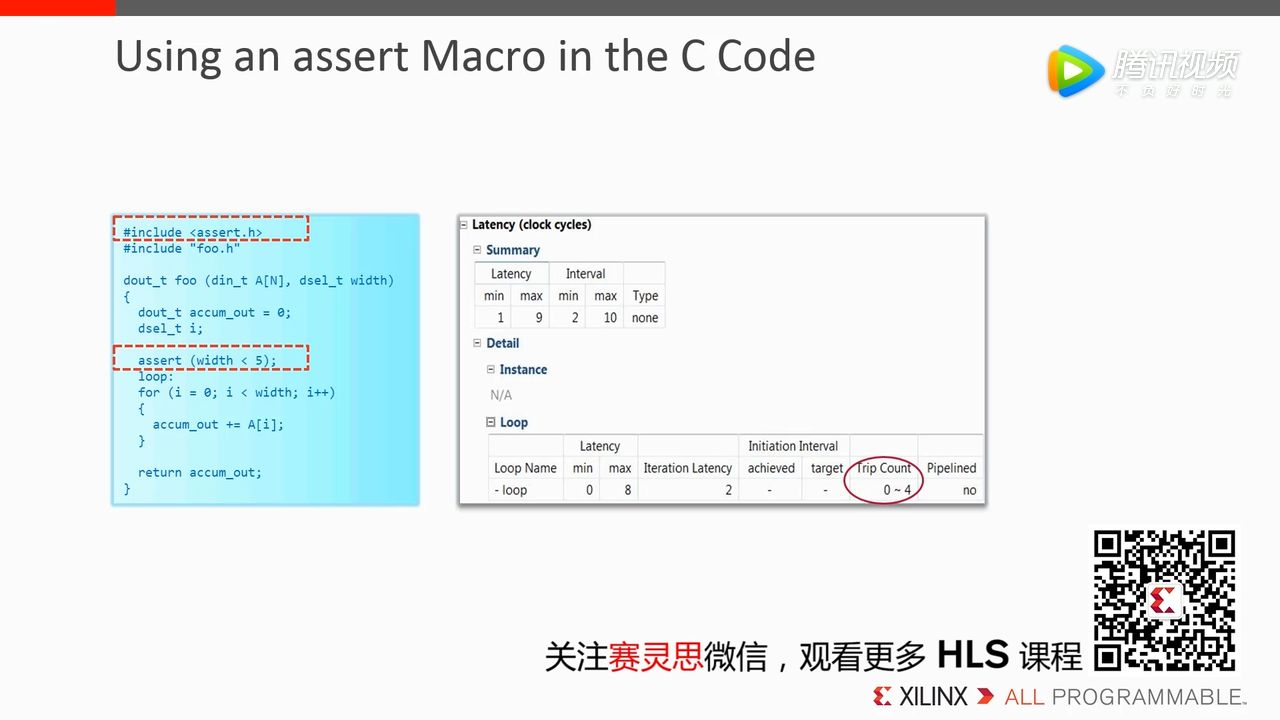 Using an assert Macro in the C Code
腾讯视频
不负好时光
#include <assert.h>
#include "foo.h"
dout_t foo (din_t A[N], dsel_t width)
{
dout_t accum_out = 0;
dsel_t i;
assert (width < 5);
loop:
for (i = 0; i < width; i++)
{
accum_out += A[i];
}
return accum_out;
}
Latency (clock cycles)
Summary
Latency Interval
min max min max Type
1 9 2 10 none
Detail
Instance
N/A
Loop
Latency Initiation Interval
Loop Name min max Iteration Latency achieved target Trip Count Pipelined
- loop 0 8 2 - - 0 ~ 4 no
关注赛灵思微信，观看更多 HLS 课程
XILINX ALL PROGRAMMABLE™